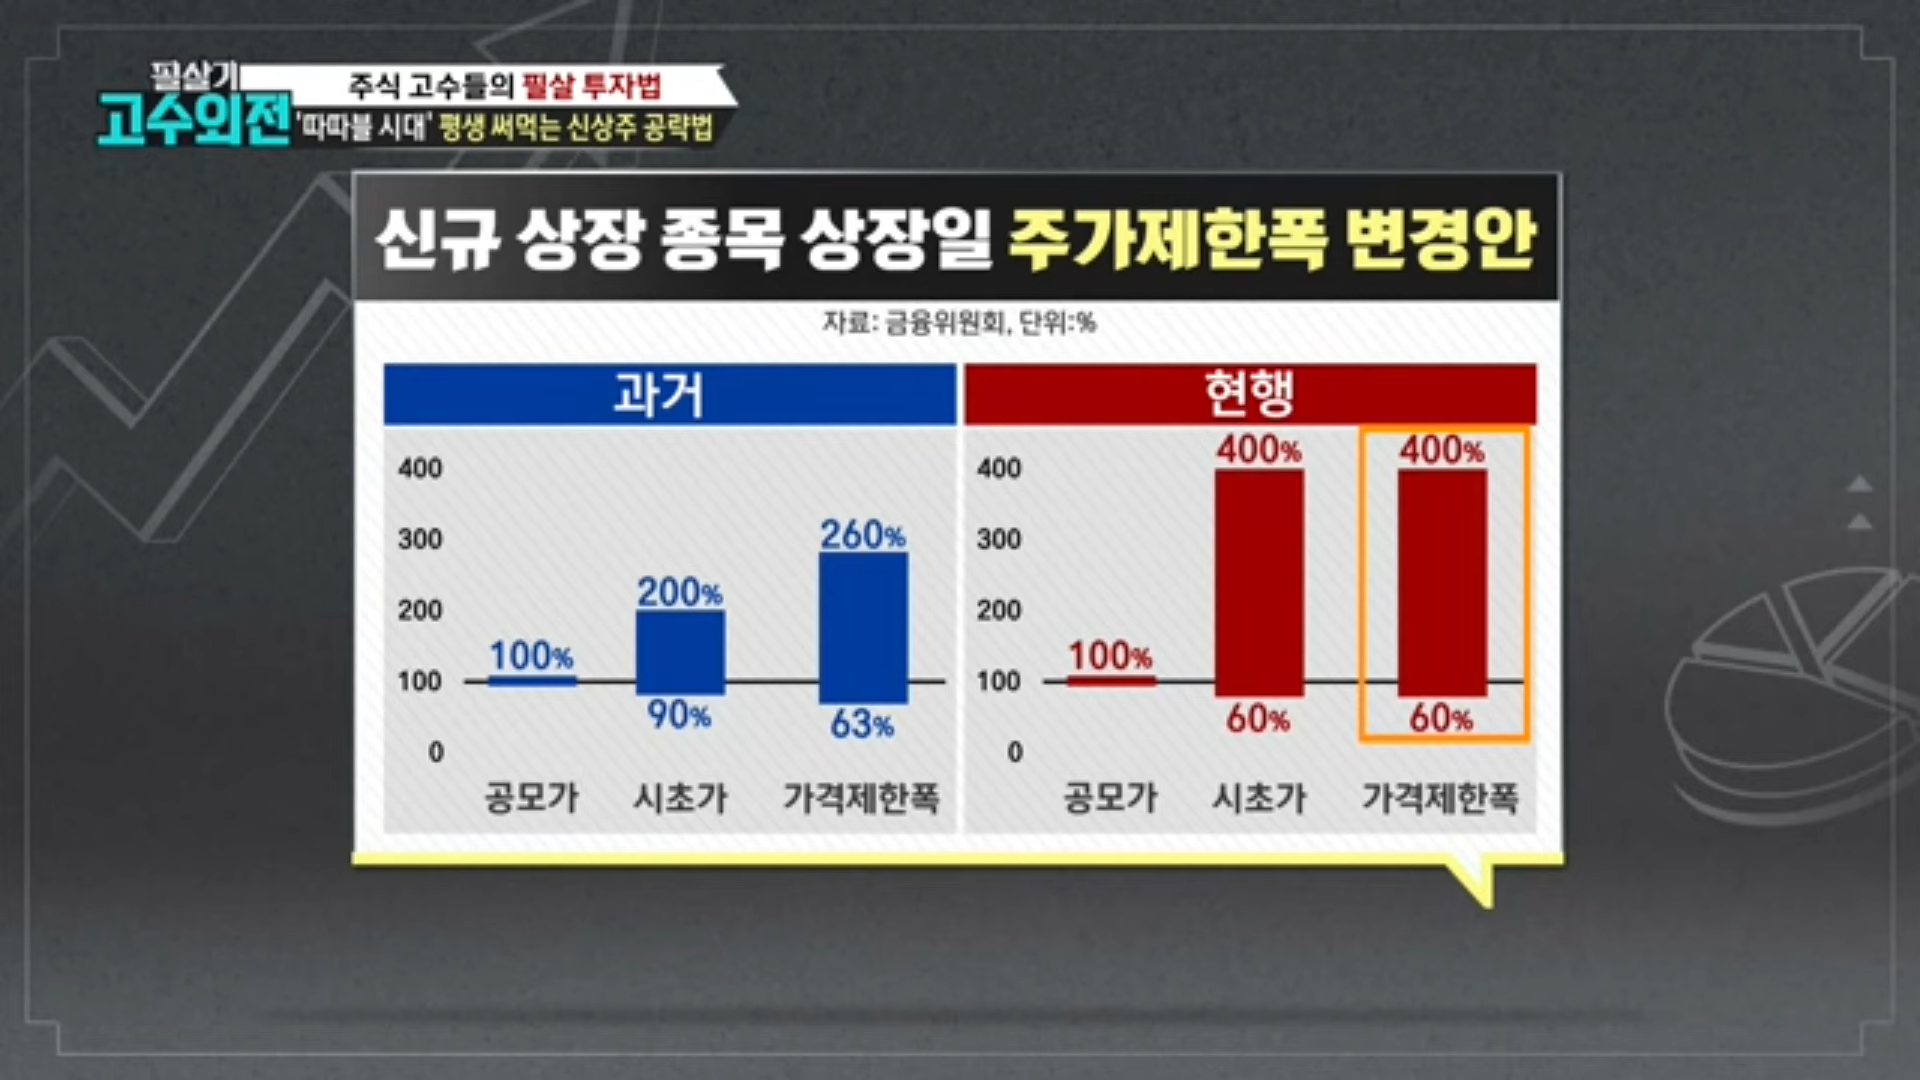 필살기
고수외전
주식 고수들의 필살 투자법
'따따블 시대' 평생 써먹는 신상주 공략법
신규 상장 종목 상장일 주가제한폭 변경안
자료: 금융위원회, 단위:%
과거
400
300
200
100
0
100%
200%
90%
260%
63%
공모가
시초가
가격제한폭
현행
400
300
200
100
0
100%
400%
60%
400%
60%
공모가
시초가
가격제한폭